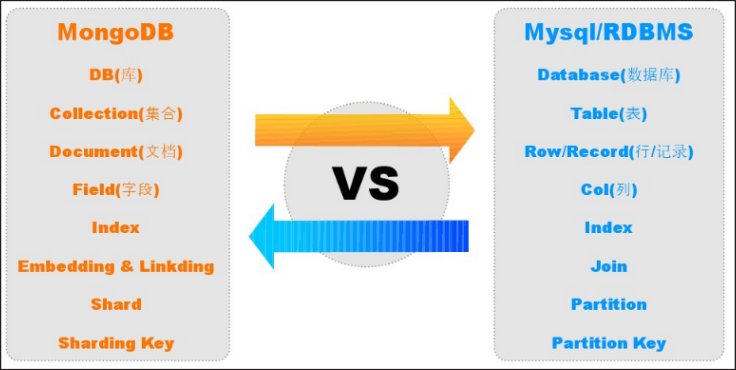 MongoDB
DB(库)
Collection(集合)
Document(文档)
Field(字段)
Index
Embedding & Linkding
Shard
Sharding Key
VS
Mysql/RDBMS
Database(数据库)
Table(表)
Row/Record(行/记录)
Col(列)
Index
Join
Partition
Partition Key